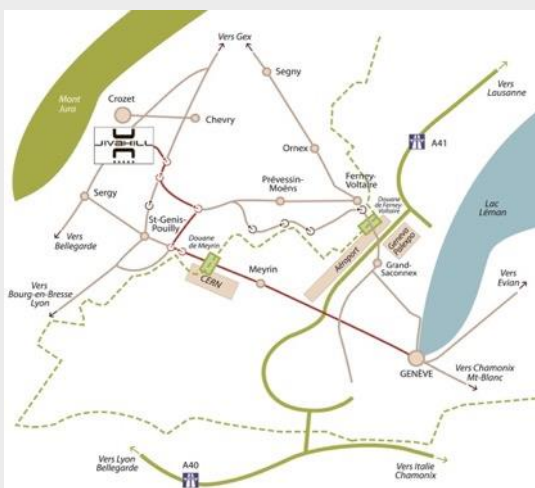 Vers Gex
Segny
Mont
Jura
Crozet
Chevry
Vers
Lausanne
JIVAHILL
A41
Ornex
Ferney-
Voltaire
Prévessin-
Moëns
Sergy
St-Genis-
Pouilly
Douane
de Ferney
Voltaire
Lac
Léman
Vers
Bellegarde
Douane
de Meyrin
Genève
Palexpo
Aéroport
Grand-
Saconnex
Vers
Bourg-en-Bresse
Lyon
CERN
Meyrin
Vers
Evian
GENÈVE
Vers Chamonix
Mt-Blanc
Vers Lyon
Bellegarde
A40
Vers Italie
Chamonix